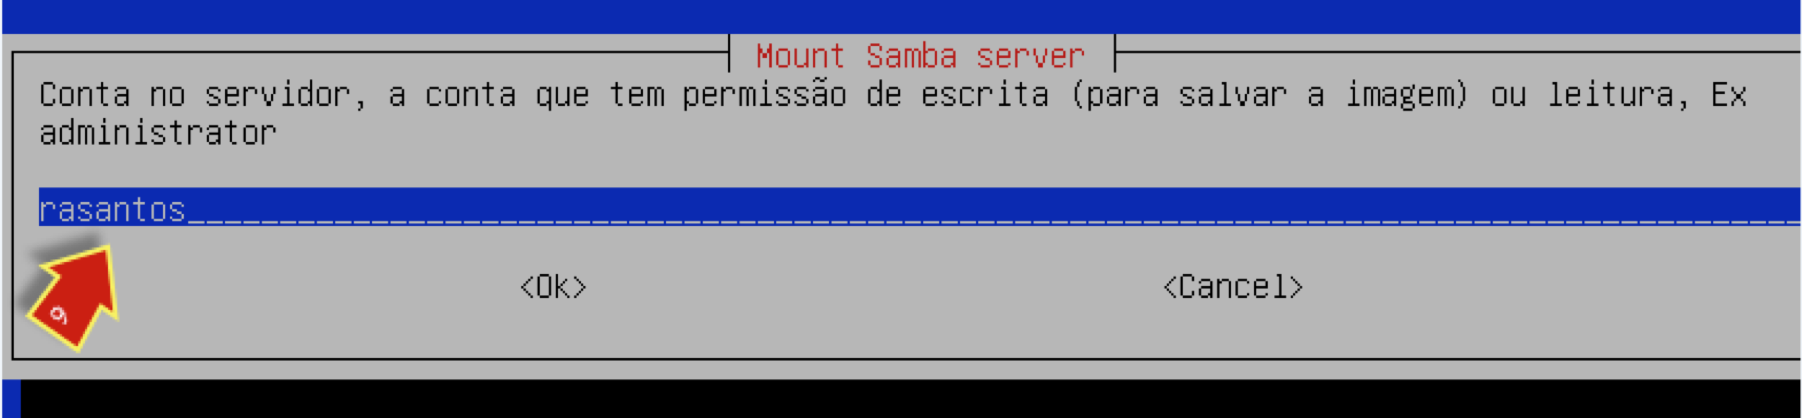 Mount Samba server
Conta no servidor, a conta que tem permissão de escrita (para salvar a imagem) ou leitura, Ex
administrator
rasantos
<Ok> <Cancel>